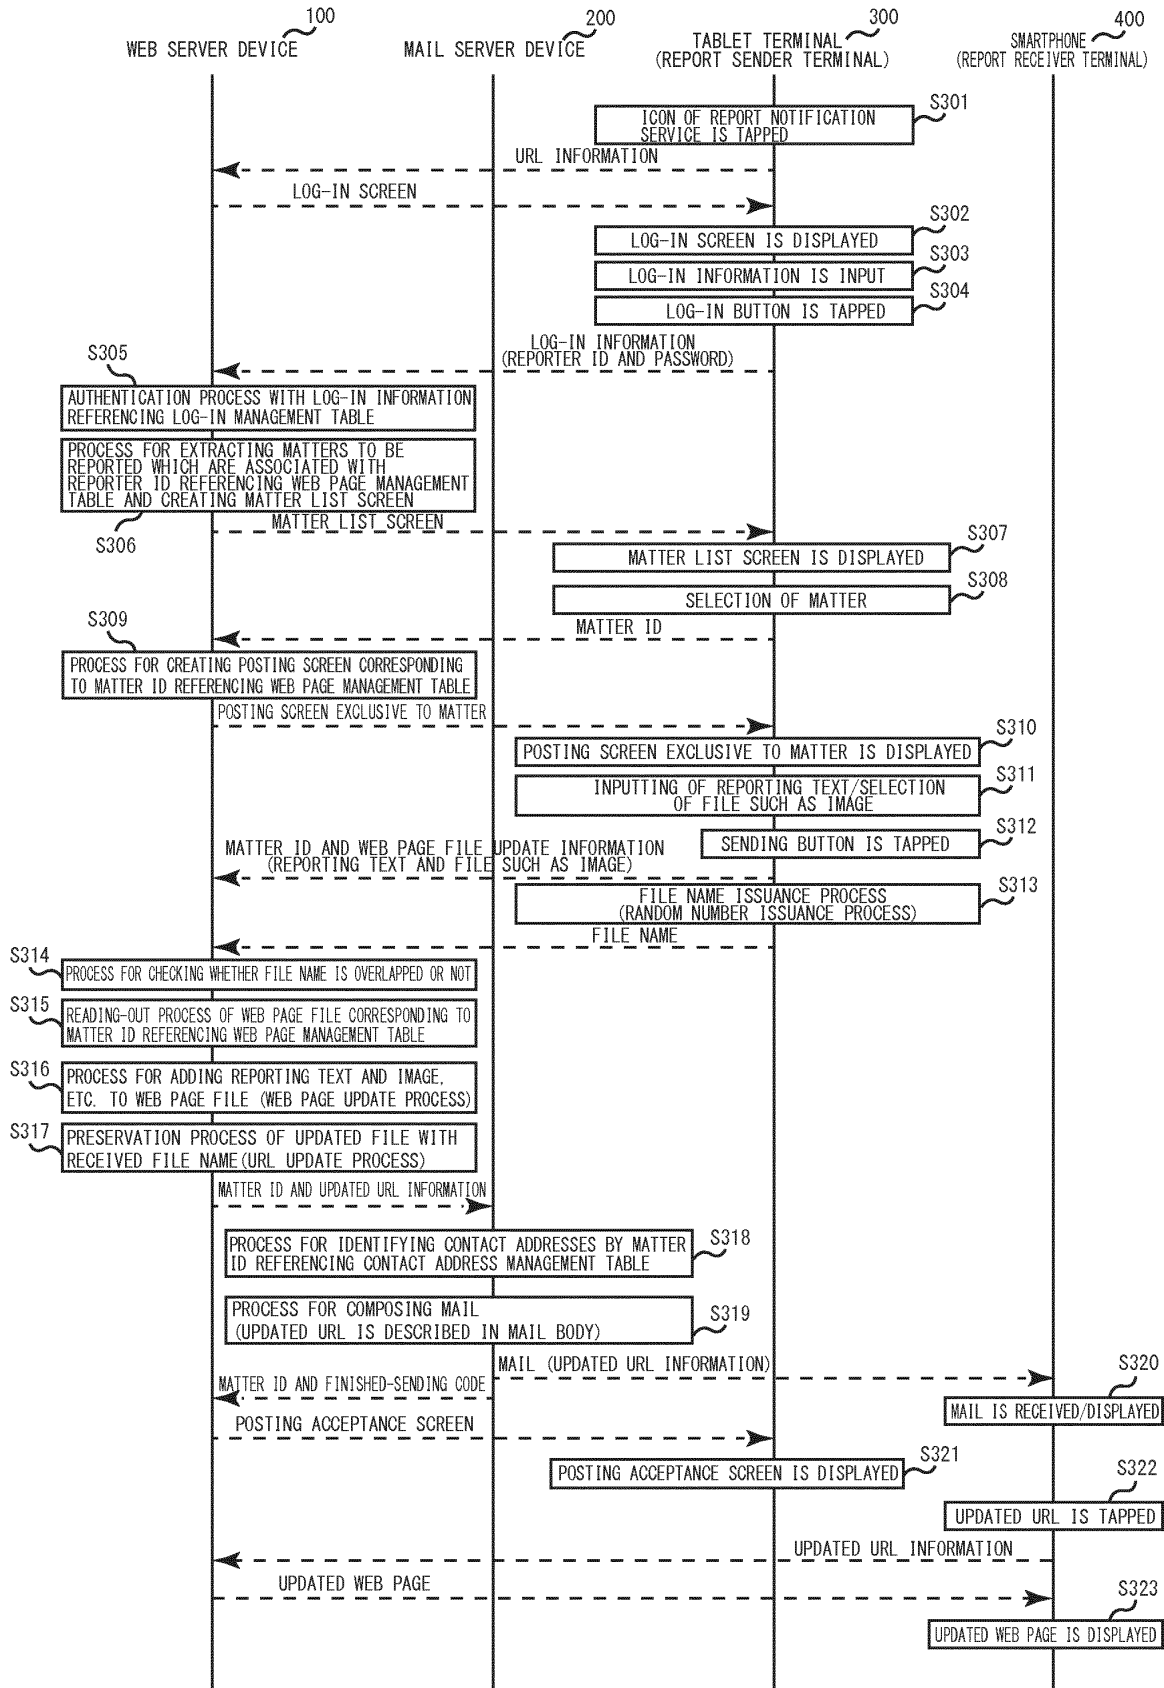 100
200
300
400
WEB SERVER DEVICE
MAIL SERVER DEVICE
TABLET TERMINAL
(REPORT SENDER TERMINAL)
SMARTPHONE
(REPORT RECEIVER TERMINAL)
S301
ICON OF REPORT NOTIFICATION
SERVICE IS TAPPED
URL INFORMATION
LOG-IN SCREEN
S302
LOG-IN SCREEN IS DISPLAYED
S303
LOG-IN INFORMATION IS INPUT
S304
LOG-IN BUTTON IS TAPPED
LOG-IN INFORMATION
(REPORTER ID AND PASSWORD)
S305
AUTHENTICATION PROCESS WITH LOG-IN INFORMATION
REFERENCING LOG-IN MANAGEMENT TABLE
PROCESS FOR EXTRACTING MATTERS TO BE
REPORTED WHICH ARE ASSOCIATED WITH
REPORTER ID REFERENCING WEB PAGE MANAGEMENT
TABLE AND CREATING MATTER LIST SCREEN
S306
MATTER LIST SCREEN
S307
MATTER LIST SCREEN IS DISPLAYED
S308
SELECTION OF MATTER
S309
MATTER ID
PROCESS FOR CREATING POSTING SCREEN CORRESPONDING
TO MATTER ID REFERENCING WEB PAGE MANAGEMENT TABLE
POSTING SCREEN EXCLUSIVE TO MATTER
S310
POSTING SCREEN EXCLUSIVE TO MATTER IS DISPLAYED
S311
INPUTTING OF REPORTING TEXT/SELECTION
OF FILE SUCH AS IMAGE
S312
SENDING BUTTON IS TAPPED
MATTER ID AND WEB PAGE FILE UPDATE INFORMATION
(REPORTING TEXT AND FILE SUCH AS IMAGE)
S313
FILE NAME ISSUANCE PROCESS
(RANDOM NUMBER ISSUANCE PROCESS)
FILE NAME
S314
PROCESS FOR CHECKING WHETHER FILE NAME IS OVERLAPPED OR NOT
S315
READING-OUT PROCESS OF WEB PAGE FILE CORRESPONDING TO
MATTER ID REFERENCING WEB PAGE MANAGEMENT TABLE
S316
PROCESS FOR ADDING REPORTING TEXT AND IMAGE,
ETC. TO WEB PAGE FILE (WEB PAGE UPDATE PROCESS)
S317
PRESERVATION PROCESS OF UPDATED FILE WITH
RECEIVED FILE NAME(URL UPDATE PROCESS)
MATTER ID AND UPDATED URL INFORMATION
S318
PROCESS FOR IDENTIFYING CONTACT ADDRESSES BY MATTER
ID REFERENCING CONTACT ADDRESS MANAGEMENT TABLE
S319
PROCESS FOR COMPOSING MAIL
(UPDATED URL IS DESCRIBED IN MAIL BODY)
MAIL (UPDATED URL INFORMATION)
S320
MATTER ID AND FINISHED-SENDING CODE
MAIL IS RECEIVED/DISPLAYED
POSTING ACCEPTANCE SCREEN
S321
POSTING ACCEPTANCE SCREEN IS DISPLAYED
S322
UPDATED URL IS TAPPED
UPDATED URL INFORMATION
UPDATED WEB PAGE
S323
UPDATED WEB PAGE IS DISPLAYED